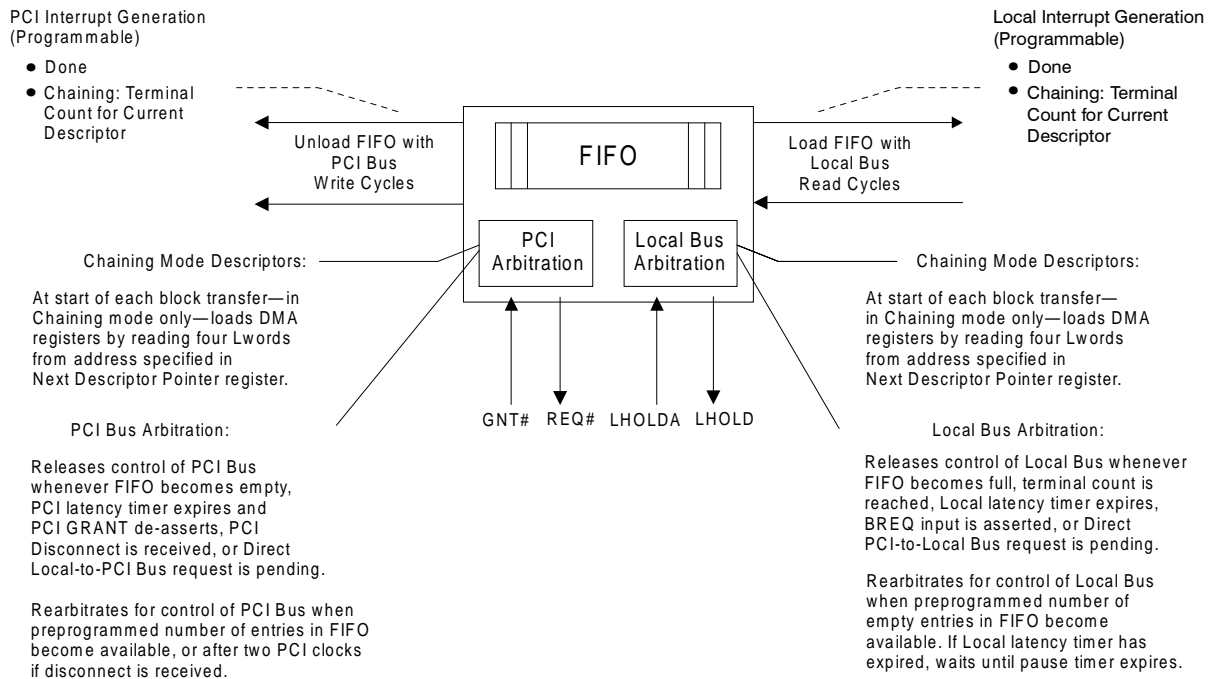 PCI Interrupt Generation
(Programmable)
● Done
● Chaining: Terminal
Count for Current
Descriptor
Local Interrupt Generation
(Programmable)
● Done
● Chaining: Terminal
Count for Current
Descriptor
Unload FIFO with
PCI Bus
Write Cycles
FIFO
Load FIFO with
Local Bus
Read Cycles
PCI
Arbitration
Local Bus
Arbitration
GNT# REQ# LHOLDA LHOLD
Chaining Mode Descriptors:
At start of each block transfer—in
Chaining mode only—loads DMA
registers by reading four Lwords
from address specified in
Next Descriptor Pointer register.
PCI Bus Arbitration:
Releases control of PCI Bus
whenever FIFO becomes empty,
PCI latency timer expires and
PCI GRANT de-asserts, PCI
Disconnect is received, or Direct
Local-to-PCI Bus request is pending.
Rearbitrates for control of PCI Bus when
preprogrammed number of entries in FIFO
become available, or after two PCI clocks
if disconnect is received.
Chaining Mode Descriptors:
At start of each block transfer—
in Chaining mode only—loads DMA
registers by reading four Lwords
from address specified in
Next Descriptor Pointer register.
Local Bus Arbitration:
Releases control of Local Bus whenever
FIFO becomes full, terminal count is
reached, Local latency timer expires,
BREQ input is asserted, or Direct
PCI-to-Local Bus request is pending.
Rearbitrates for control of Local Bus
when preprogrammed number of
empty entries in FIFO become
available. If Local latency timer has
expired, waits until pause timer expires.